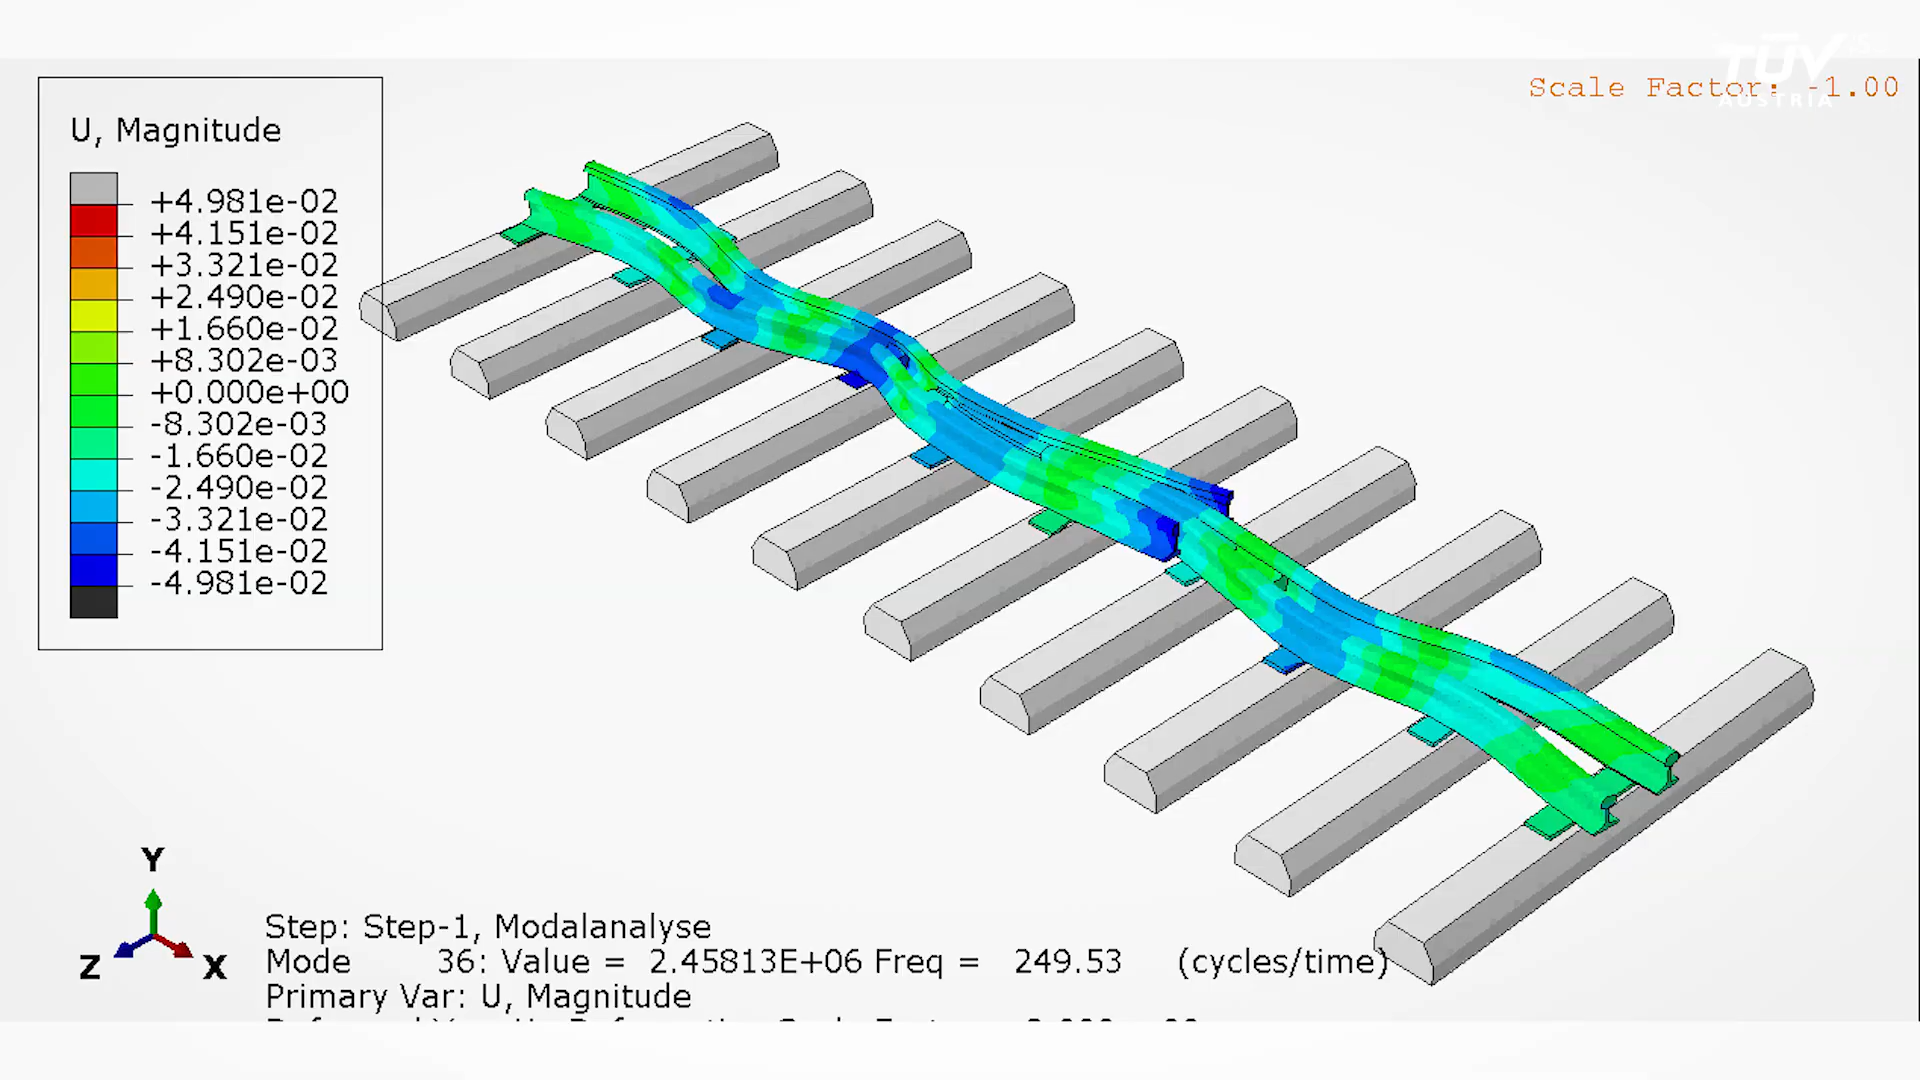 TÜV
AUSTRIA
Scale Factor: -1.00
U, Magnitude
+4.981e-02
+4.151e-02
+3.321e-02
+2.490e-02
+1.660e-02
+8.302e-03
+0.000e+00
-8.302e-03
-1.660e-02
-2.490e-02
-3.321e-02
-4.151e-02
-4.981e-02
Y
Z
X
Step: Step-1, Modalanalyse
Mode 36: Value = 2.45813E+06 Freq = 249.53 (cycles/time)
Primary Var: U, Magnitude